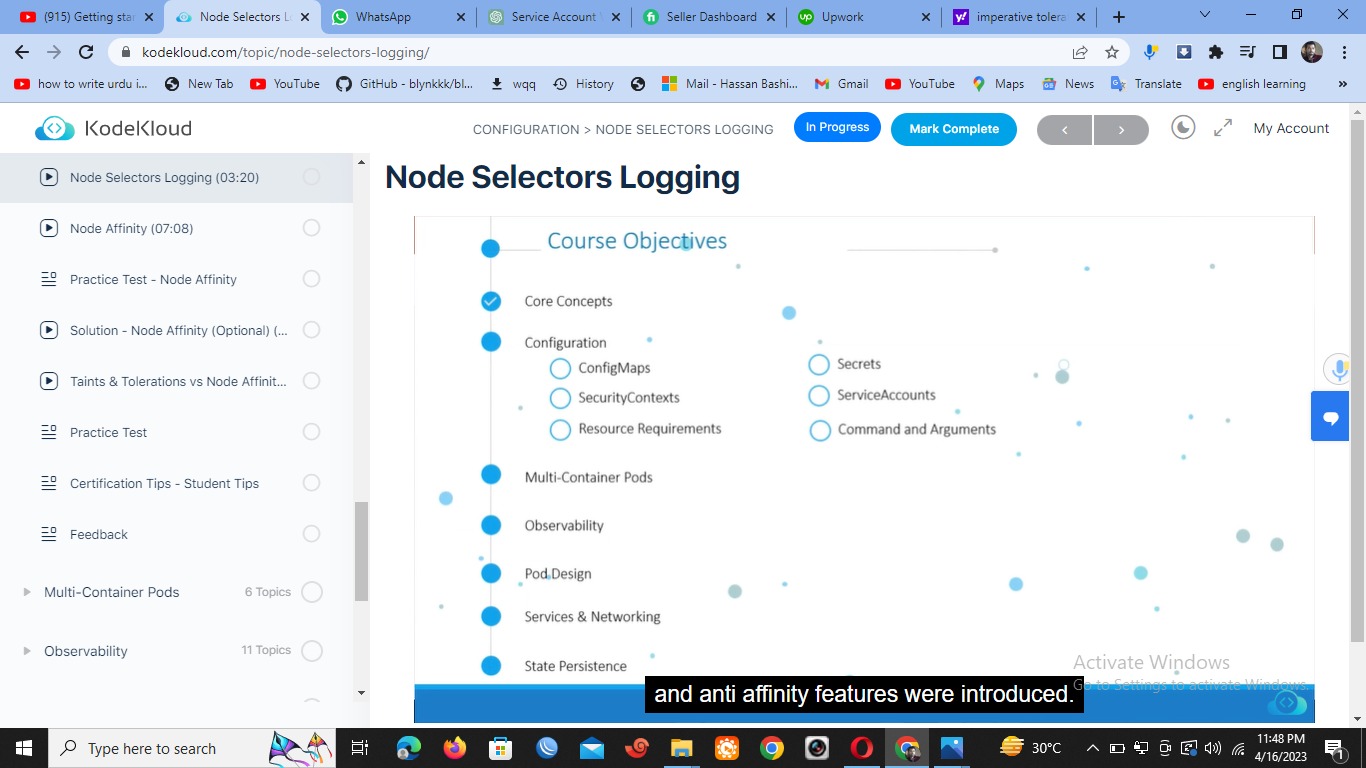 (915) Getting star
Node Selectors L
WhatsApp
Service Account
Seller Dashboard
Upwork
imperative tolera
kodekloud.com/topic/node-selectors-logging/
how to write urdu i...
New Tab
YouTube
GitHub - blynkkk/bl...
wqq
History
Mail - Hassan Bashi...
Gmail
YouTube
Maps
News
Translate
english learning
KodeKloud
CONFIGURATION > NODE SELECTORS LOGGING
In Progress
Mark Complete
My Account
Node Selectors Logging (03:20)
Node Affinity (07:08)
Practice Test - Node Affinity
Solution - Node Affinity (Optional) (...
Taints & Tolerations vs Node Affinit...
Practice Test
Certification Tips - Student Tips
Feedback
Multi-Container Pods 6 Topics
Observability 11 Topics
Node Selectors Logging
Course Objectives
Core Concepts
Configuration
ConfigMaps
Secrets
SecurityContexts
ServiceAccounts
Resource Requirements
Command and Arguments
Multi-Container Pods
Observability
Pod Design
Services & Networking
State Persistence
and anti affinity features were introduced.
Activate Windows
Go to Settings to activate Windows.
Type here to search
30°C
11:48 PM
4/16/2023
1